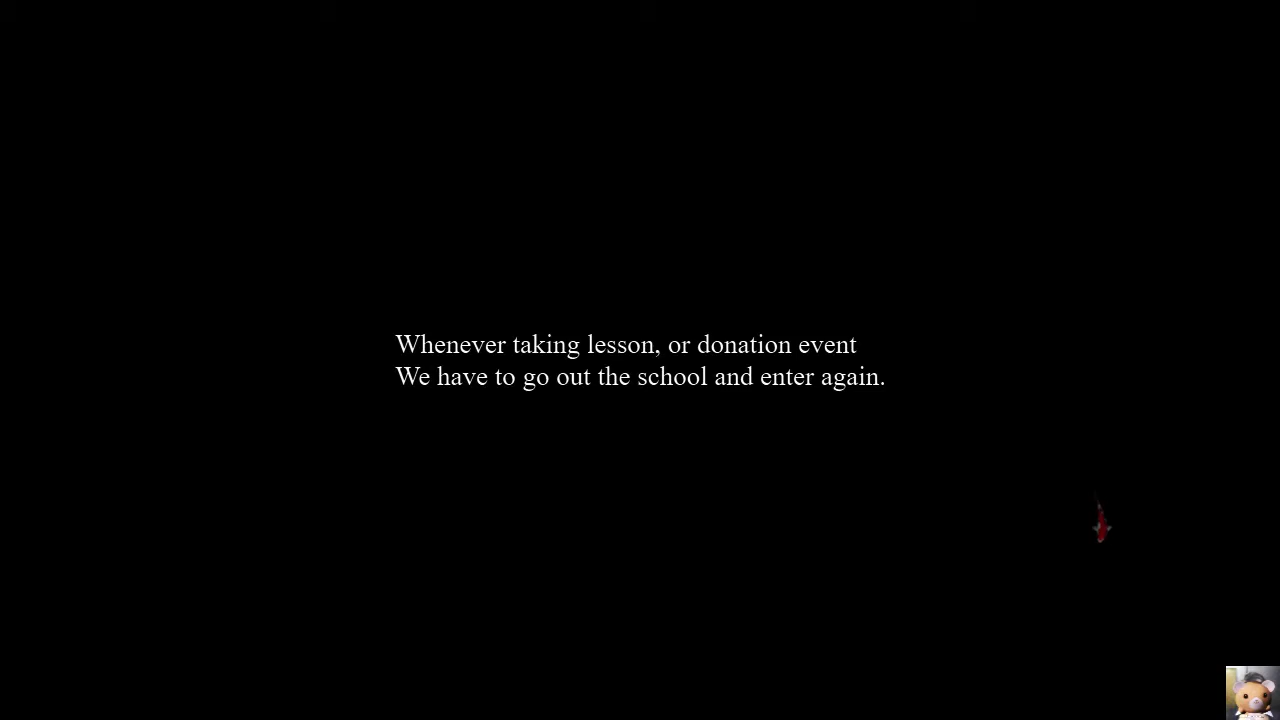 Whenever taking lesson, or donation event
We have to go out the school and enter again.